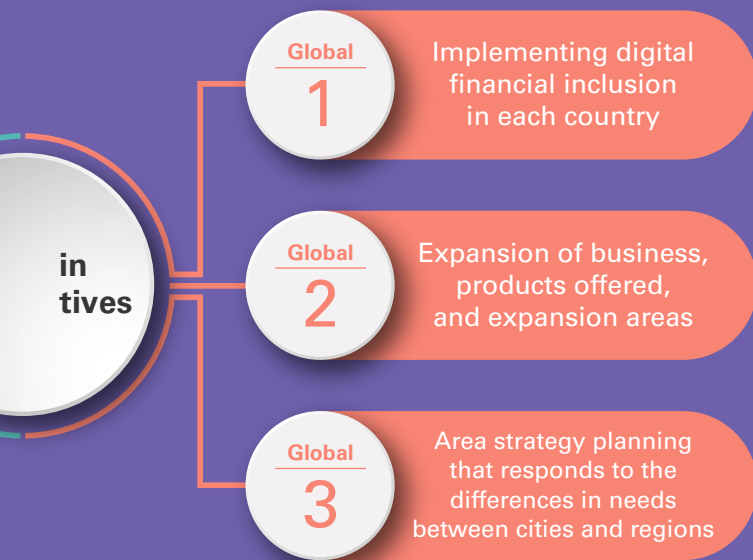 in
tives
Global
1
Implementing digital
financial inclusion
in each country
Global
2
Expansion of business,
products offered,
and expansion areas
Global
3
Area strategy planning
that responds to the
differences in needs
between cities and regions